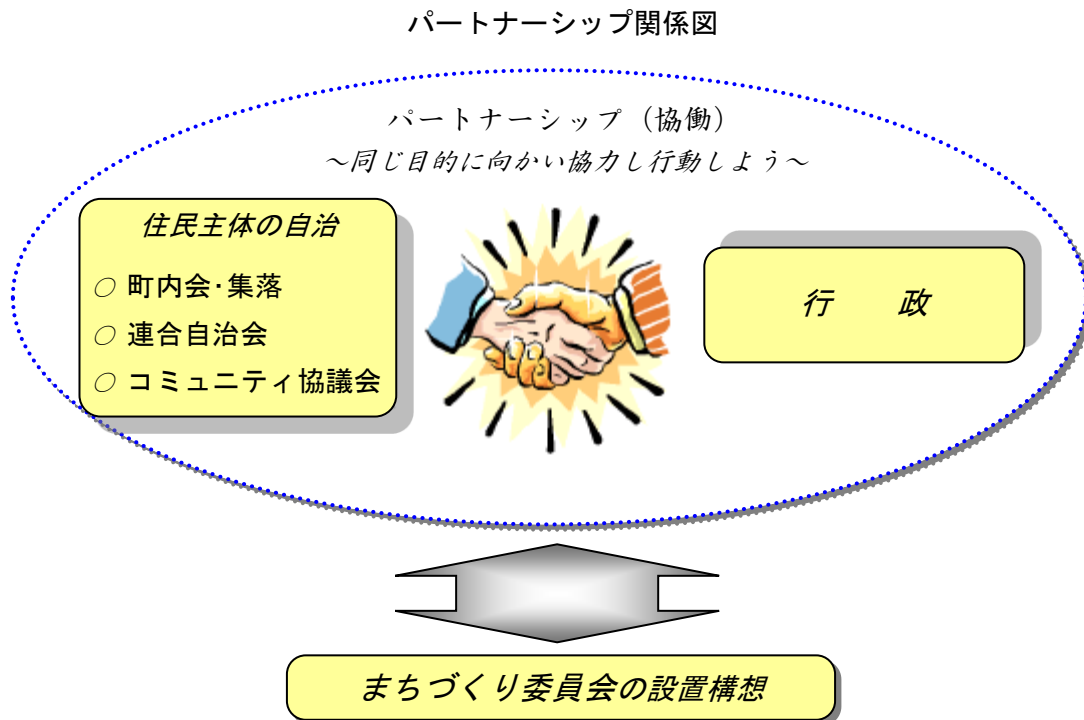 パートナーシップ関係図
パートナーシップ（協働）
～同じ目的に向かい協力し行動しよう～
住民主体の自治
○ 町内会･集落
○ 連合自治会
○ コミュニティ協議会
行　　政
まちづくり委員会の設置構想